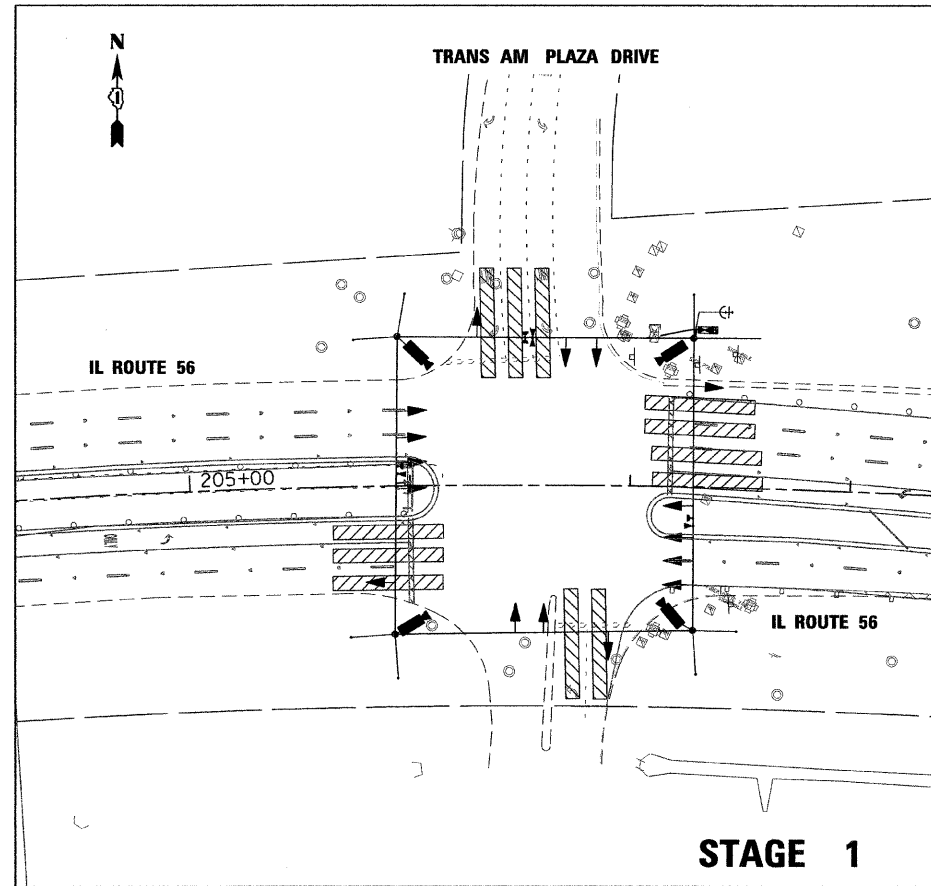 N
TRANS AM PLAZA DRIVE
IL ROUTE 56
205+00
IL ROUTE 56
STAGE 1